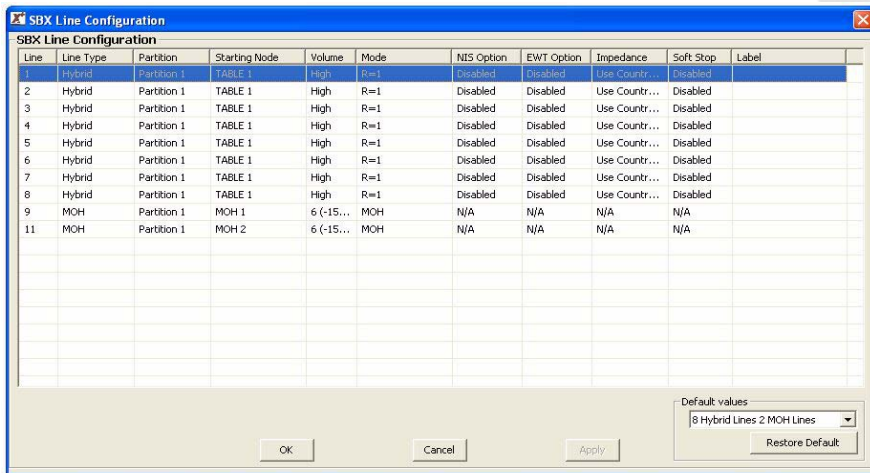 SBX Line Configuration
SBX Line Configuration
Line Line Type Partition Starting Node Volume Mode NIS Option EWT Option Impedance Soft Stop Label
1 Hybrid Partition 1 TABLE 1 High R=1 Disabled Disabled Use Countr... Disabled
2 Hybrid Partition 1 TABLE 1 High R=1 Disabled Disabled Use Countr... Disabled
3 Hybrid Partition 1 TABLE 1 High R=1 Disabled Disabled Use Countr... Disabled
4 Hybrid Partition 1 TABLE 1 High R=1 Disabled Disabled Use Countr... Disabled
5 Hybrid Partition 1 TABLE 1 High R=1 Disabled Disabled Use Countr... Disabled
6 Hybrid Partition 1 TABLE 1 High R=1 Disabled Disabled Use Countr... Disabled
7 Hybrid Partition 1 TABLE 1 High R=1 Disabled Disabled Use Countr... Disabled
8 Hybrid Partition 1 TABLE 1 High R=1 Disabled Disabled Use Countr... Disabled
9 MOH Partition 1 MOH 1 6 (-15... MOH N/A N/A N/A N/A
11 MOH Partition 1 MOH 2 6 (-15... MOH N/A N/A N/A N/A
Default values
8 Hybrid Lines 2 MOH Lines
OK Cancel Apply Restore Default